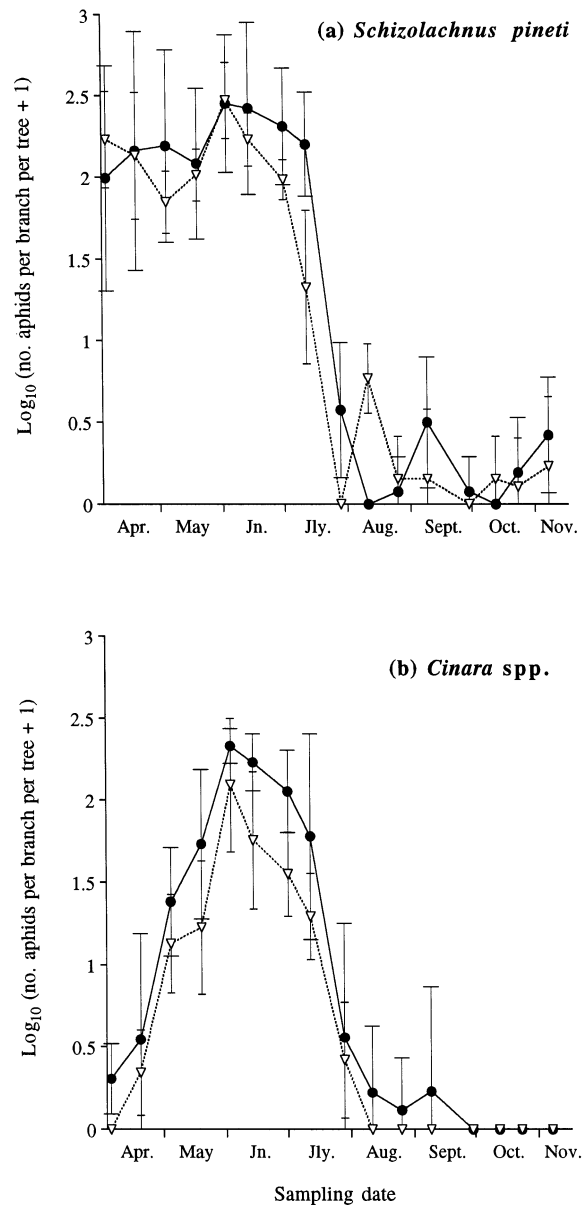 (a) Schizolachnus pineti
3
2.5
2
1.5
1
0.5
0
Log10 (no. aphids per branch per tree + 1)
Apr. May Jn. Jly. Aug. Sept. Oct. Nov.
(b) Cinara spp.
3
2.5
2
1.5
1
0.5
0
Log10 (no. aphids per branch per tree + 1)
Apr. May Jn. Jly. Aug. Sept. Oct. Nov.
Sampling date